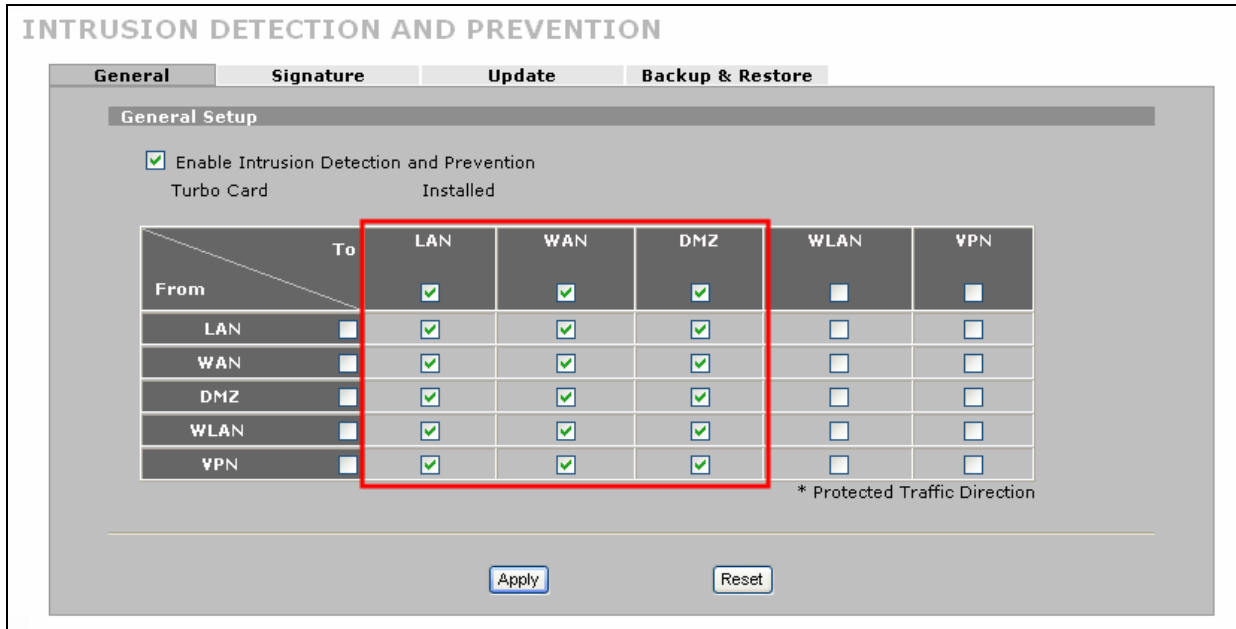 INTRUSION DETECTION AND PREVENTION
General Signature Update Backup & Restore
General Setup
Enable Intrusion Detection and Prevention
Turbo Card Installed
To LAN WAN DMZ WLAN VPN
From
LAN
WAN
DMZ
WLAN
VPN
* Protected Traffic Direction
Apply Reset